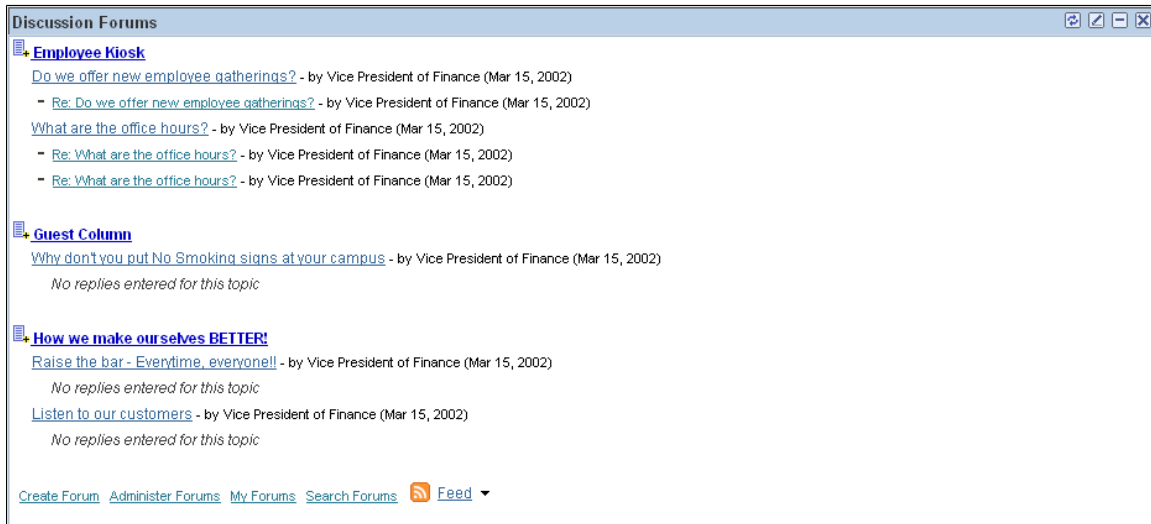 Discussion Forums
Employee Kiosk
Do we offer new employee gatherings? - by Vice President of Finance (Mar 15, 2002)
- Re: Do we offer new employee gatherings? - by Vice President of Finance (Mar 15, 2002)
What are the office hours? - by Vice President of Finance (Mar 15, 2002)
- Re: What are the office hours? - by Vice President of Finance (Mar 15, 2002)
- Re: What are the office hours? - by Vice President of Finance (Mar 15, 2002)
Guest Column
Why don't you put No Smoking signs at your campus - by Vice President of Finance (Mar 15, 2002)
No replies entered for this topic
How we make ourselves BETTER!
Raise the bar - Everytime, everyone!! - by Vice President of Finance (Mar 15, 2002)
No replies entered for this topic
Listen to our customers - by Vice President of Finance (Mar 15, 2002)
No replies entered for this topic
Create Forum Administer Forums My Forums Search Forums Feed